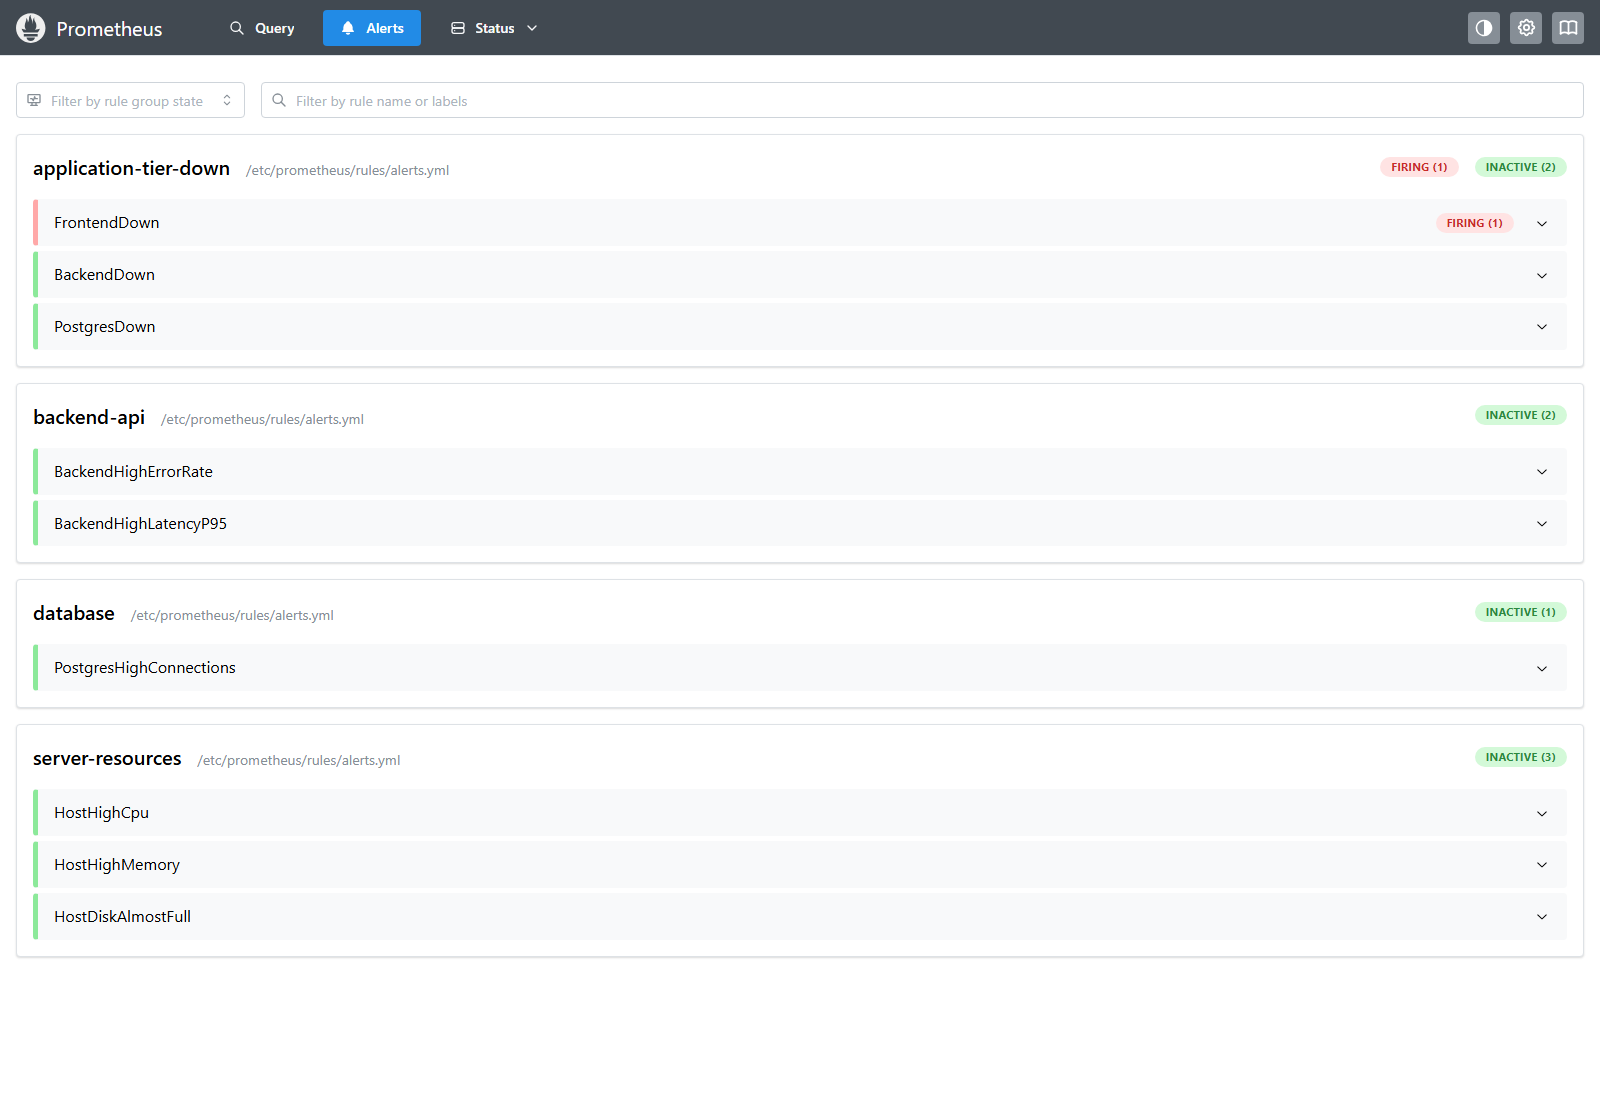 Prometheus Query Alerts Status
Filter by rule group state Filter by rule name or labels
application-tier-down /etc/prometheus/rules/alerts.yml FIRING (1) INACTIVE (2)
FrontendDown FIRING (1)
BackendDown
PostgresDown
backend-api /etc/prometheus/rules/alerts.yml INACTIVE (2)
BackendHighErrorRate
BackendHighLatencyP95
database /etc/prometheus/rules/alerts.yml INACTIVE (1)
PostgresHighConnections
server-resources /etc/prometheus/rules/alerts.yml INACTIVE (3)
HostHighCpu
HostHighMemory
HostDiskAlmostFull